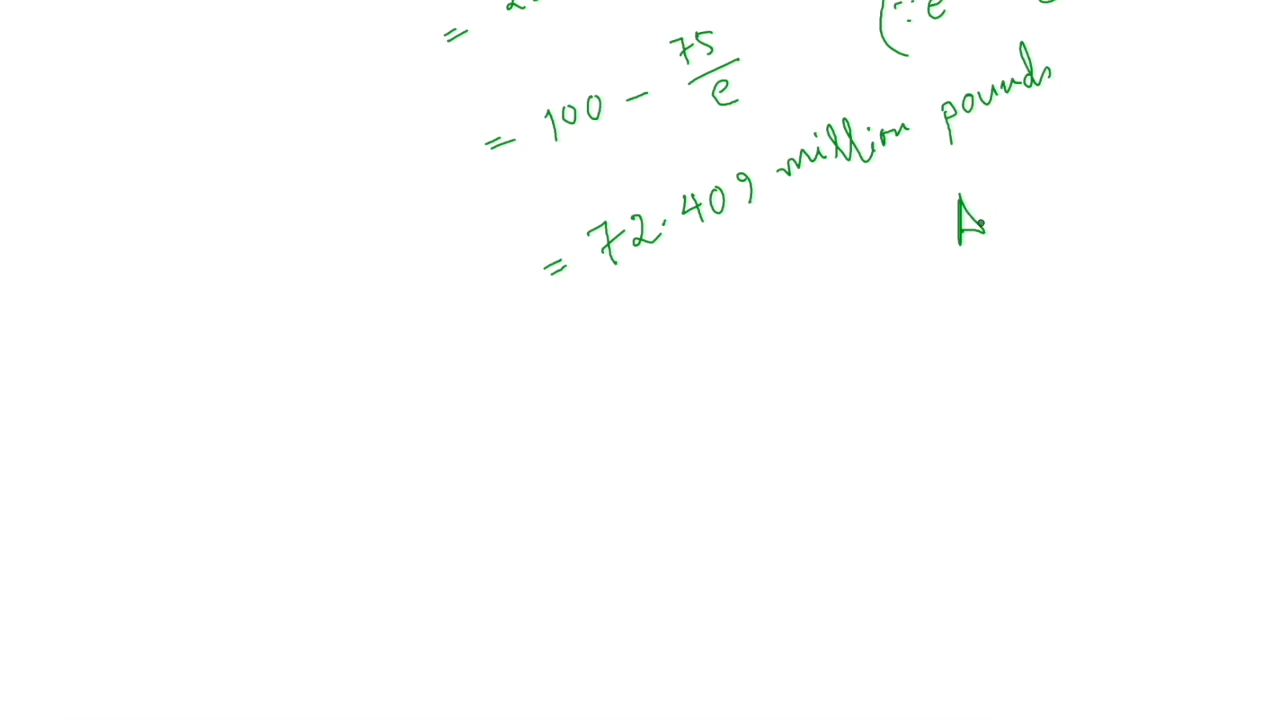 =
(∵ e
= 100 - 75/e
= 72.409 million pounds
A